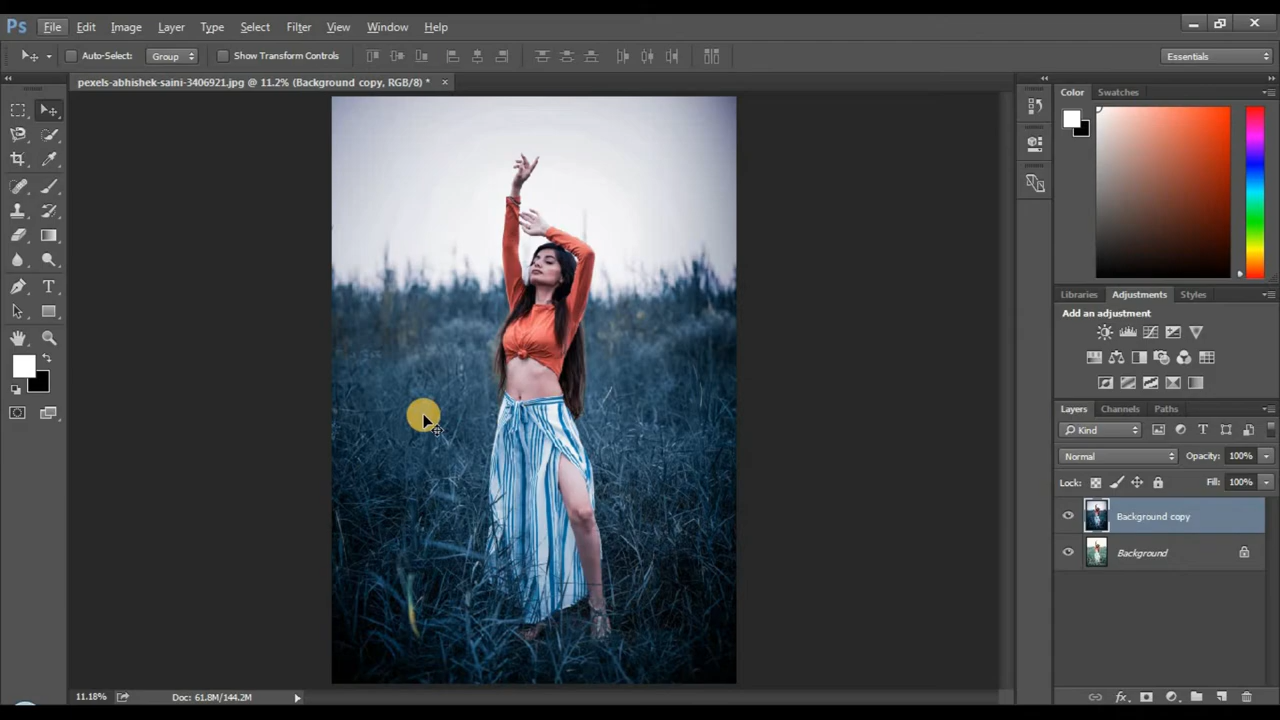 Ps File Edit Image Layer Type Select Filter View Window Help
Auto-Select: Group Show Transform Controls Essentials
pexels-abhishek-saini-3406921.jpg @ 11.2% (Background copy, RGB/8) *
Color Swatches
Libraries Adjustments Styles
Add an adjustment
Layers Channels Paths
Kind
Normal Opacity: 100%
Lock: Fill: 100%
Background copy
Background
11.18% Doc: 61.8M/144.2M